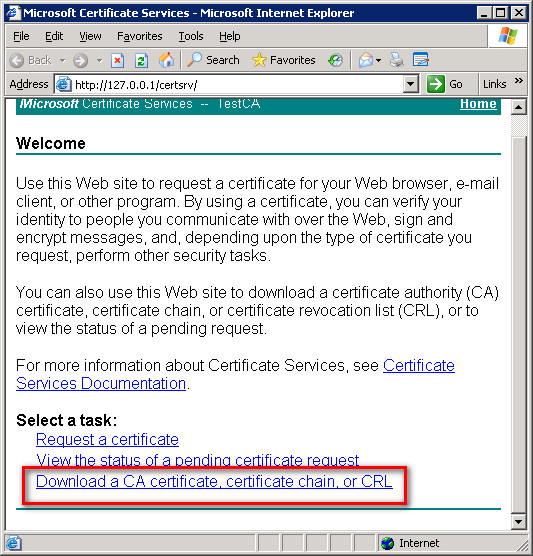 Microsoft Certificate Services - Microsoft Internet Explorer
File Edit View Favorites Tools Help
Back Search Favorites
Address http://127.0.0.1/certsrv/ Go Links »
Microsoft Certificate Services -- TestCA Home
Welcome
Use this Web site to request a certificate for your Web browser, e-mail
client, or other program. By using a certificate, you can verify your
identity to people you communicate with over the Web, sign and
encrypt messages, and, depending upon the type of certificate you
request, perform other security tasks.
You can also use this Web site to download a certificate authority (CA)
certificate, certificate chain, or certificate revocation list (CRL), or to
view the status of a pending request.
For more information about Certificate Services, see Certificate
Services Documentation.
Select a task:
Request a certificate
View the status of a pending certificate request
Download a CA certificate, certificate chain, or CRL
Internet